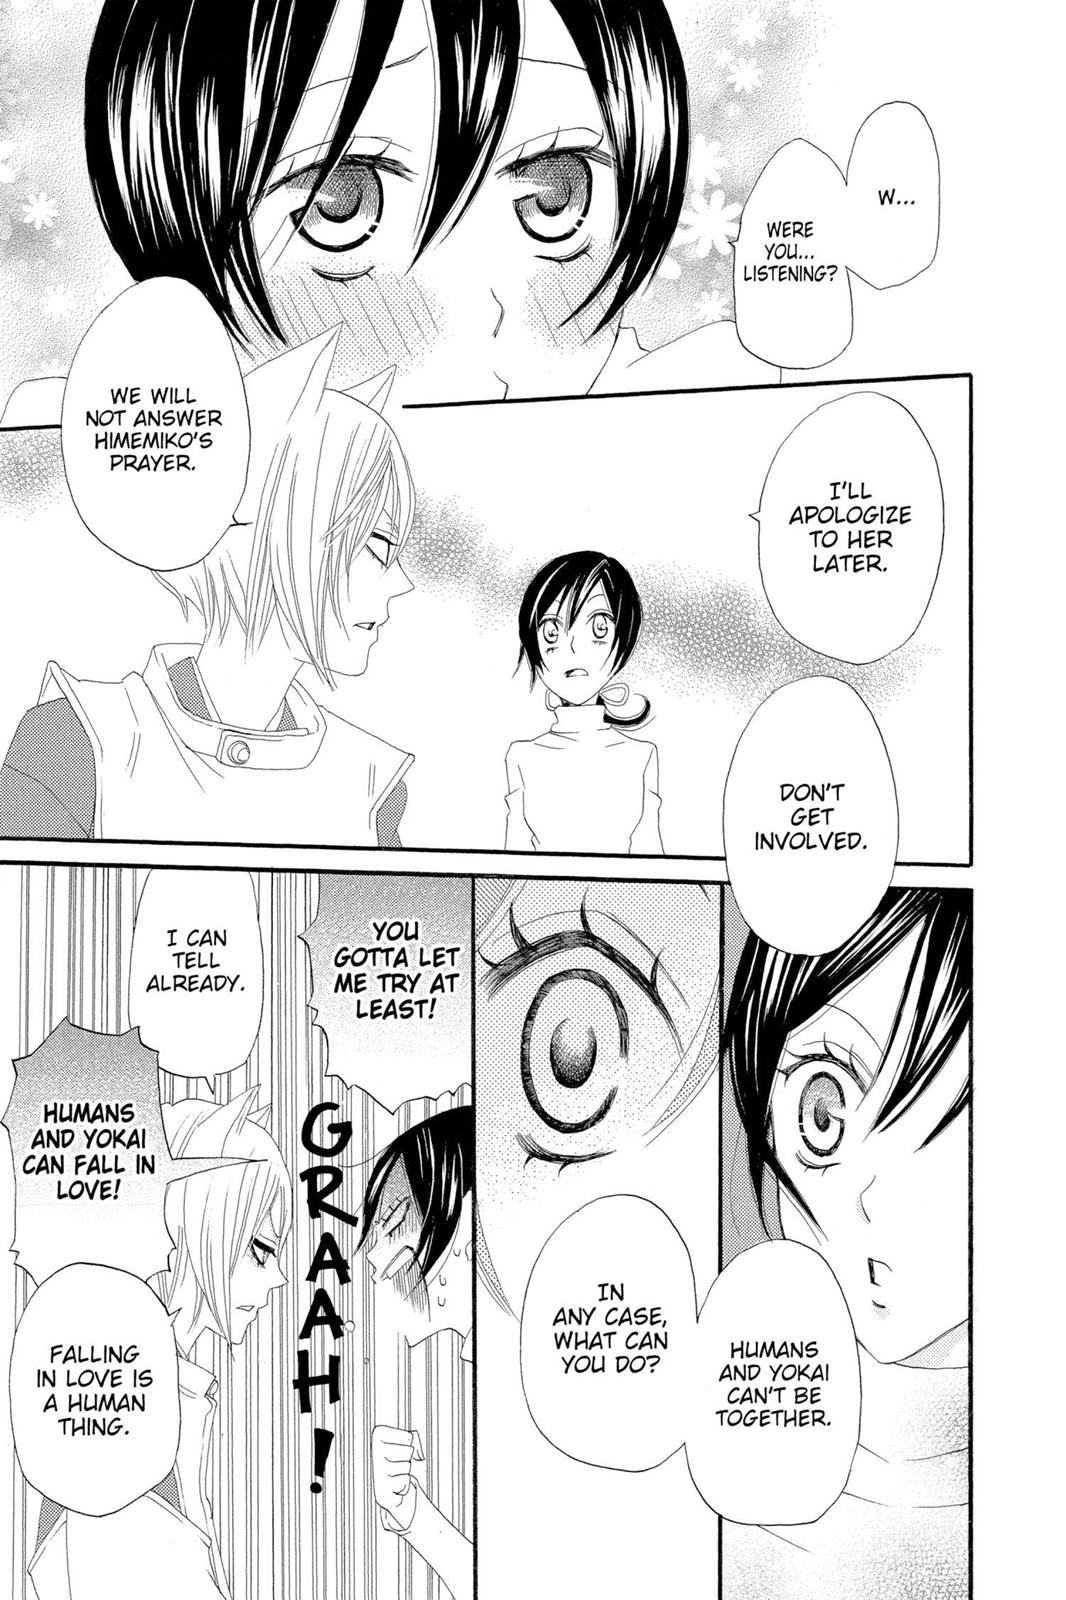 W...
WERE
YOU...
LISTENING?
WE WILL
NOT ANSWER
HIMEMIKO'S
PRAYER.
I'LL
APOLOGIZE
TO HER
LATER.
DON'T
GET
INVOLVED.
HUMANS
AND YOKAI
CAN'T BE
TOGETHER.
IN
ANY CASE,
WHAT CAN
YOU DO?
YOU
GOTTA LET
ME TRY AT
LEAST!
GRAAH!
I CAN
TELL
ALREADY.
HUMANS
AND YOKAI
CAN FALL IN
LOVE!
FALLING
IN LOVE IS
A HUMAN
THING.